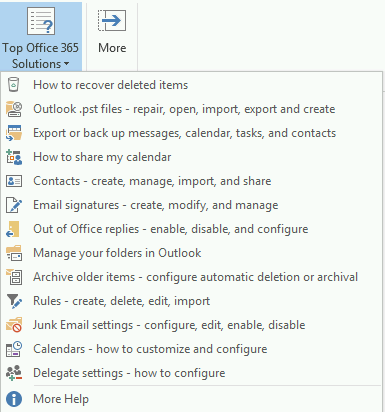 Top Office 365
Solutions
More
How to recover deleted items
Outlook .pst files - repair, open, import, export and create
Export or back up messages, calendar, tasks, and contacts
How to share my calendar
Contacts - create, manage, import, and share
Email signatures - create, modify, and manage
Out of Office replies - enable, disable, and configure
Manage your folders in Outlook
Archive older items - configure automatic deletion or archival
Rules - create, delete, edit, import
Junk Email settings - configure, edit, enable, disable
Calendars - how to customize and configure
Delegate settings - how to configure
More Help